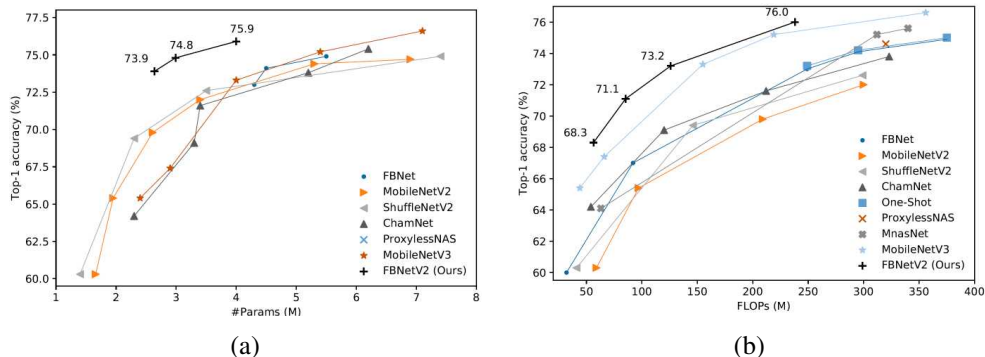 77.5
75.0
72.5
70.0
67.5
65.0
62.5
60.0
Top-1 accuracy (%)
73.9
74.8
75.9
FBNet
MobileNetV2
ShuffleNetV2
ChamNet
ProxylessNAS
MobileNetV3
FBNetV2 (Ours)
1 2 3 4 5 6 7 8
#Params (M)
(a)
76
74
72
70
68
66
64
62
60
Top-1 accuracy (%)
68.3
71.1
73.2
76.0
FBNet
MobileNetV2
ShuffleNetV2
ChamNet
One-Shot
ProxylessNAS
MnasNet
MobileNetV3
FBNetV2 (Ours)
50 100 150 200 250 300 350 400
FLOPs (M)
(b)